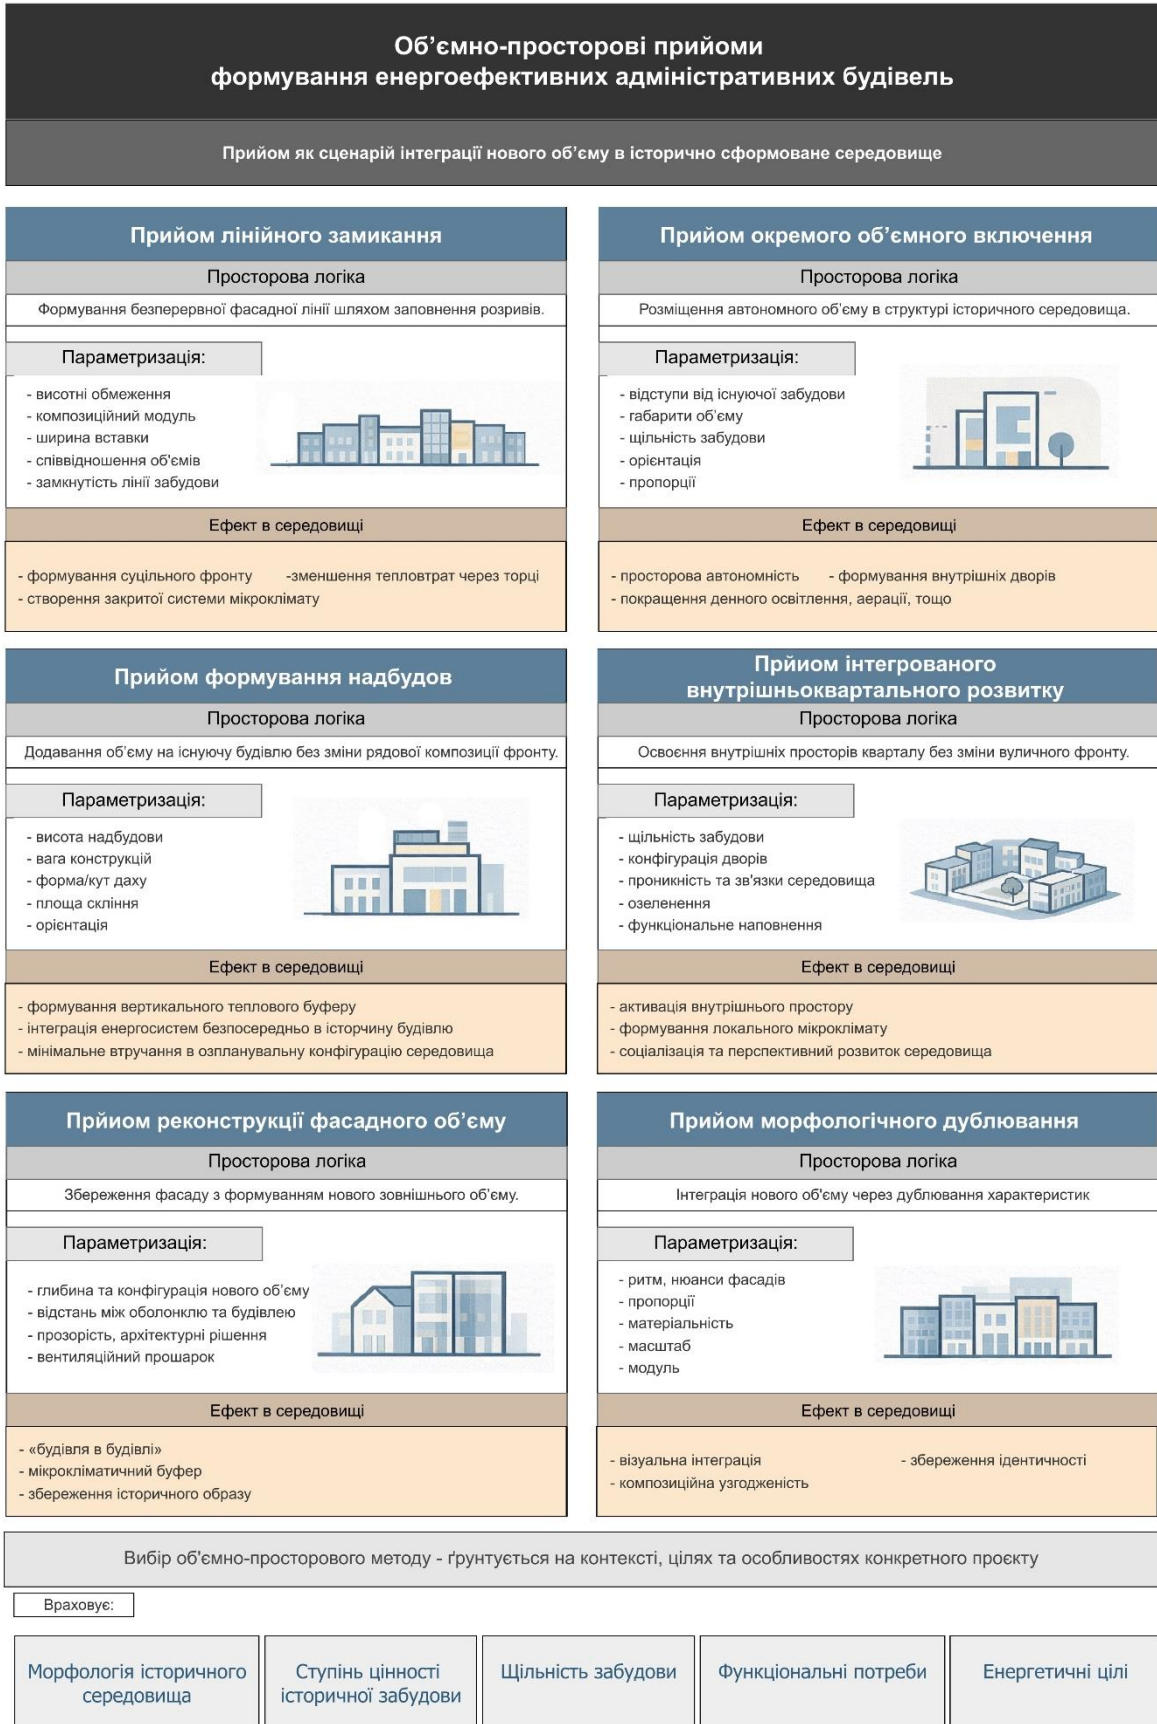 Об’ємно-просторові прийоми
формування енергоефективних адміністративних будівель
Прийом як сценарій інтеграції нового об’єму в історично сформоване середовище
Прийом лінійного замикання
Просторова логіка
Формування безперервної фасадної лінії шляхом заповнення розривів.
Параметризація:
- висотні обмеження
- композиційний модуль
- ширина вставки
- співвідношення об'ємів
- замкнутість лінії забудови
Ефект в середовищі
- формування суцільного фронту -зменшення тепловтрат через торці
- створення закритої системи мікроклімату
Прийом окремого об’ємного включення
Просторова логіка
Розміщення автономного об’єму в структурі історичного середовища.
Параметризація:
- відступи від існуючої забудови
- габарити об’єму
- щільність забудови
- орієнтація
- пропорції
Ефект в середовищі
- просторова автономність - формування внутрішніх дворів
- покращення денного освітлення, аерації, тощо
Прийом формування надбудов
Просторова логіка
Додавання об’єму на існуючу будівлю без зміни рядової композиції фронту.
Параметризація:
- висота надбудови
- вага конструкцій
- форма/кут даху
- площа скління
- орієнтація
Ефект в середовищі
- формування вертикального теплового буферу
- інтеграція енергосистем безпосередньо в історчину будівлю
- мінімальне втручання в озпланувальну конфігурацію середовища
Прйиом інтегрованого
внутрішньоквартального розвитку
Просторова логіка
Освоєння внутрішніх просторів кварталу без зміни вуличного фронту.
Параметризація:
- щільність забудови
- конфігурація дворів
- проникність та зв'язки середовища
- озеленення
- функціональне наповнення
Ефект в середовищі
- активація внутрішнього простору
- формування локального мікроклімату
- соціалізація та перспективний розвиток середовища
Прйиом реконструкції фасадного об’єму
Просторова логіка
Збереження фасаду з формуванням нового зовнішнього об’єму.
Параметризація:
- глибина та конфігурація нового об’єму
- відстань між оболонклю та будівлею
- прозорість, архітектурні рішення
- вентиляційний прошарок
Ефект в середовищі
- «будівля в будівлі»
- мікрокліматичний буфер
- збереження історичного образу
Прийом морфологічного дублювання
Просторова логіка
Інтеграція нового об'єму через дублювання характеристик
Параметризація:
- ритм, нюанси фасадів
- пропорції
- матеріальність
- масштаб
- модуль
Ефект в середовищі
- візуальна інтеграція - збереження ідентичності
- композиційна узгодженість
Вибір об'ємно-просторового методу - ґрунтується на контексті, цілях та особливостях конкретного проєкту
Враховує:
Морфологія історичного
середовища
Ступінь цінності
історичної забудови
Щільність забудови
Функціональні потреби
Енергетичні цілі